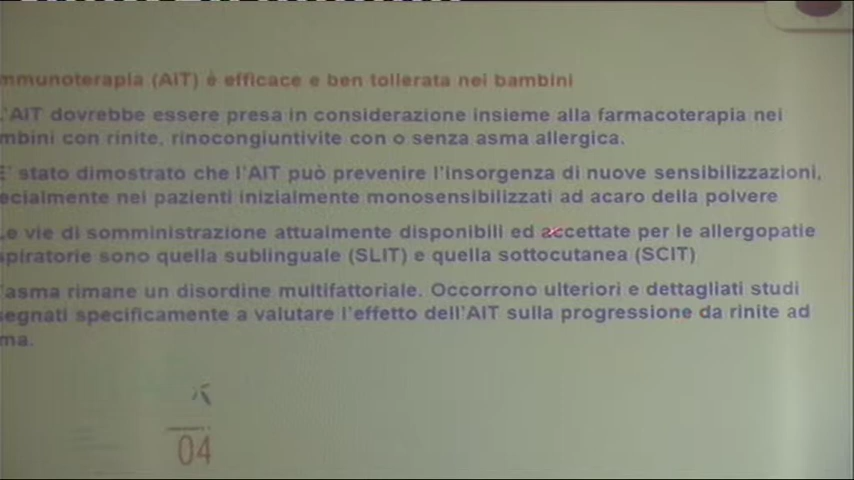 mmunoterapia (AIT) è efficace e ben tollerata nei bambini
L'AIT dovrebbe essere presa in considerazione insieme alla farmacoterapia nei
mbini con rinite, rinocongiuntivite con o senza asma allergica.
E' stato dimostrato che l'AIT può prevenire l'insorgenza di nuove sensibilizzazioni,
ecialmente nei pazienti inizialmente monosensibilizzati ad acaro della polvere
Le vie di somministrazione attualmente disponibili ed accettate per le allergopatie
spiratorie sono quella sublinguale (SLIT) e quella sottocutanea (SCIT)
'asma rimane un disordine multifattoriale. Occorrono ulteriori e dettagliati studi
segnati specificamente a valutare l'effetto dell'AIT sulla progressione da rinite ad
ma.
04